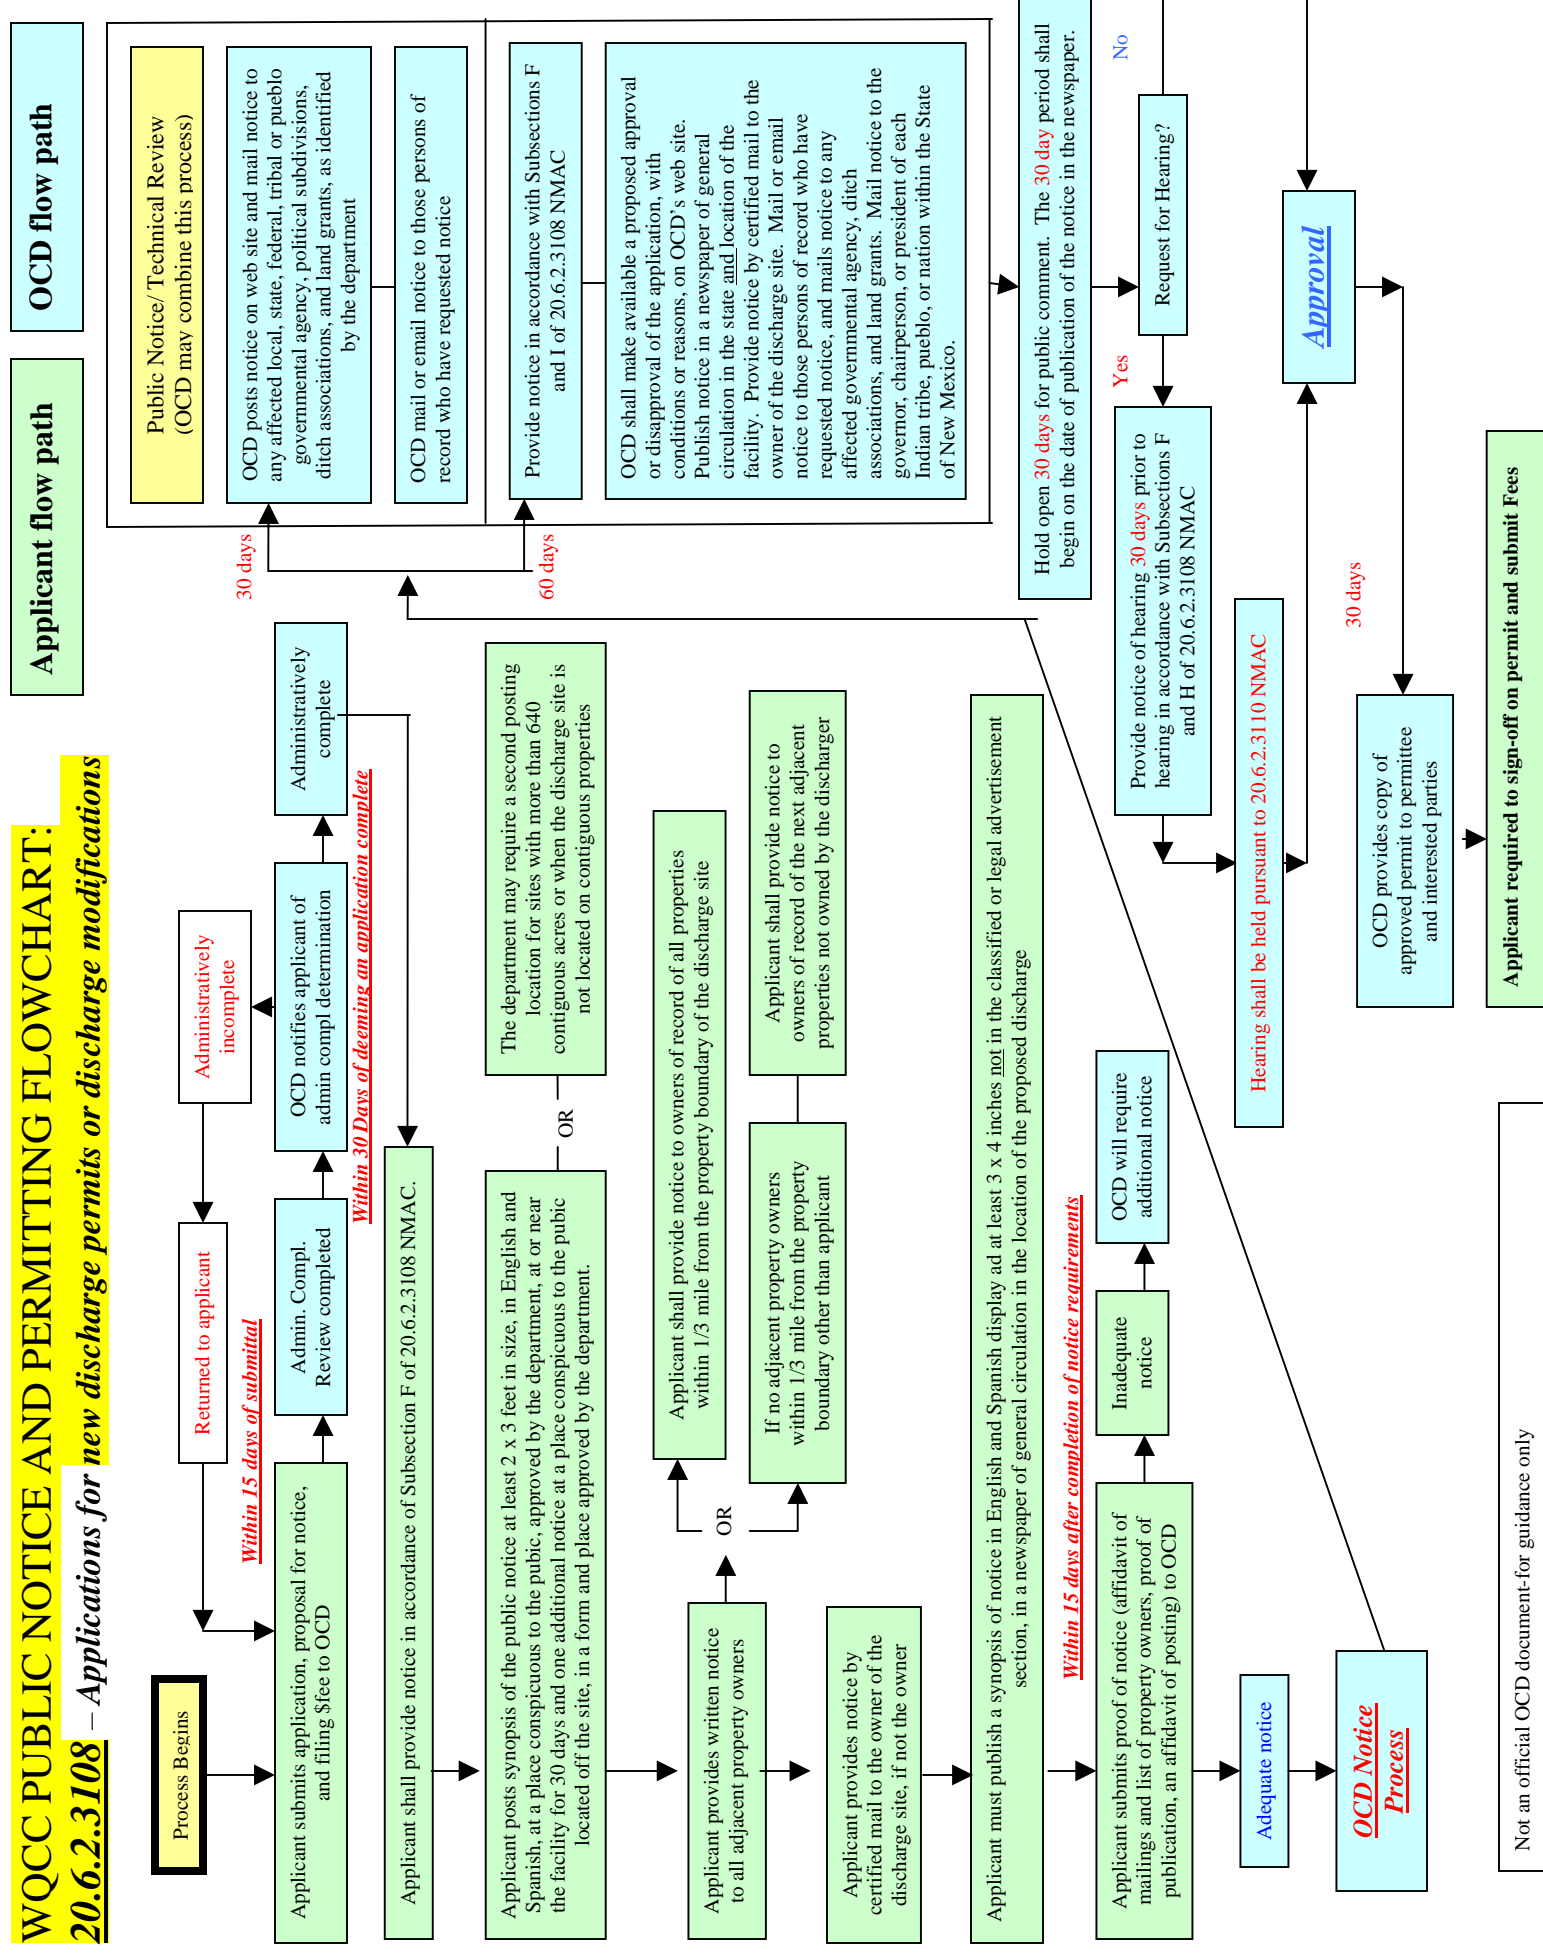 WQCC PUBLIC NOTICE AND PERMITTING FLOWCHART:
20.6.2.3108 – Applications for new discharge permits or discharge modifications
Applicant flow path
OCD flow path
Process Begins
Returned to applicant
Administratively
incomplete
Within 15 days of submittal
Applicant submits application, proposal for notice,
and filing $fee to OCD
Admin. Compl.
Review completed
OCD notifies applicant of
admin compl determination
Administratively
complete
Within 30 Days of deeming an application complete
Applicant shall provide notice in accordance of Subsection F of 20.6.2.3108 NMAC.
Applicant posts synopsis of the public notice at least 2 x 3 feet in size, in English and
Spanish, at a place conspicous to the pubic, approved by the department, at or near
the facility for 30 days and one additional notice at a place conspicuous to the pubic
located off the site, in a form and place approved by the department.
OR
The department may require a second posting
location for sites with more than 640
contiguous acres or when the discharge site is
not located on contiguous properties
Applicant provides written notice
to all adjacent property owners
OR
Applicant shall provide notice to owners of record of all properties
within 1/3 mile from the property boundary of the discharge site
If no adjacent property owners
within 1/3 mile from the property
boundary other than applicant
Applicant shall provide notice to
owners of record of the next adjacent
properties not owned by the discharger
Applicant provides notice by
certified mail to the owner of the
discharge site, if not the owner
Applicant must publish a synopsis of notice in English and Spanish display ad at least 3 x 4 inches not in the classified or legal advertisement
section, in a newspaper of general circulation in the location of the proposed discharge
Within 15 days after completion of notice requirements
Applicant submits proof of notice (affidavit of
mailings and list of property owners, proof of
publication, an affidavit of posting) to OCD
Inadequate
notice
OCD will require
additional notice
Adequate notice
OCD Notice
Process
Not an official OCD document-for guidance only
Public Notice/ Technical Review
(OCD may combine this process)
30 days
OCD posts notice on web site and mail notice to
any affected local, state, federal, tribal or pueblo
governmental agency, political subdivisions,
ditch associations, and land grants, as identified
by the department
OCD mail or email notice to those persons of
record who have requested notice
60 days
Provide notice in accordance with Subsections F
and I of 20.6.2.3108 NMAC
OCD shall make available a proposed approval
or disapproval of the application, with
conditions or reasons, on OCD's web site.
Publish notice in a newspaper of general
circulation in the state and location of the
facility. Provide notice by certified mail to the
owner of the discharge site. Mail or email
notice to those persons of record who have
requested notice, and mails notice to any
affected governmental agency, ditch
associations, and land grants. Mail notice to the
governor, chairperson, or president of each
Indian tribe, pueblo, or nation within the State
of New Mexico.
Hold open 30 days for public comment. The 30 day period shall
begin on the date of publication of the notice in the newspaper.
Request for Hearing?
No
Yes
Provide notice of hearing 30 days prior to
hearing in accordance with Subsections F
and H of 20.6.2.3108 NMAC
Hearing shall be held pursuant to 20.6.2.3110 NMAC
Approval
30 days
OCD provides copy of
approved permit to permittee
and interested parties
Applicant required to sign-off on permit and submit Fees